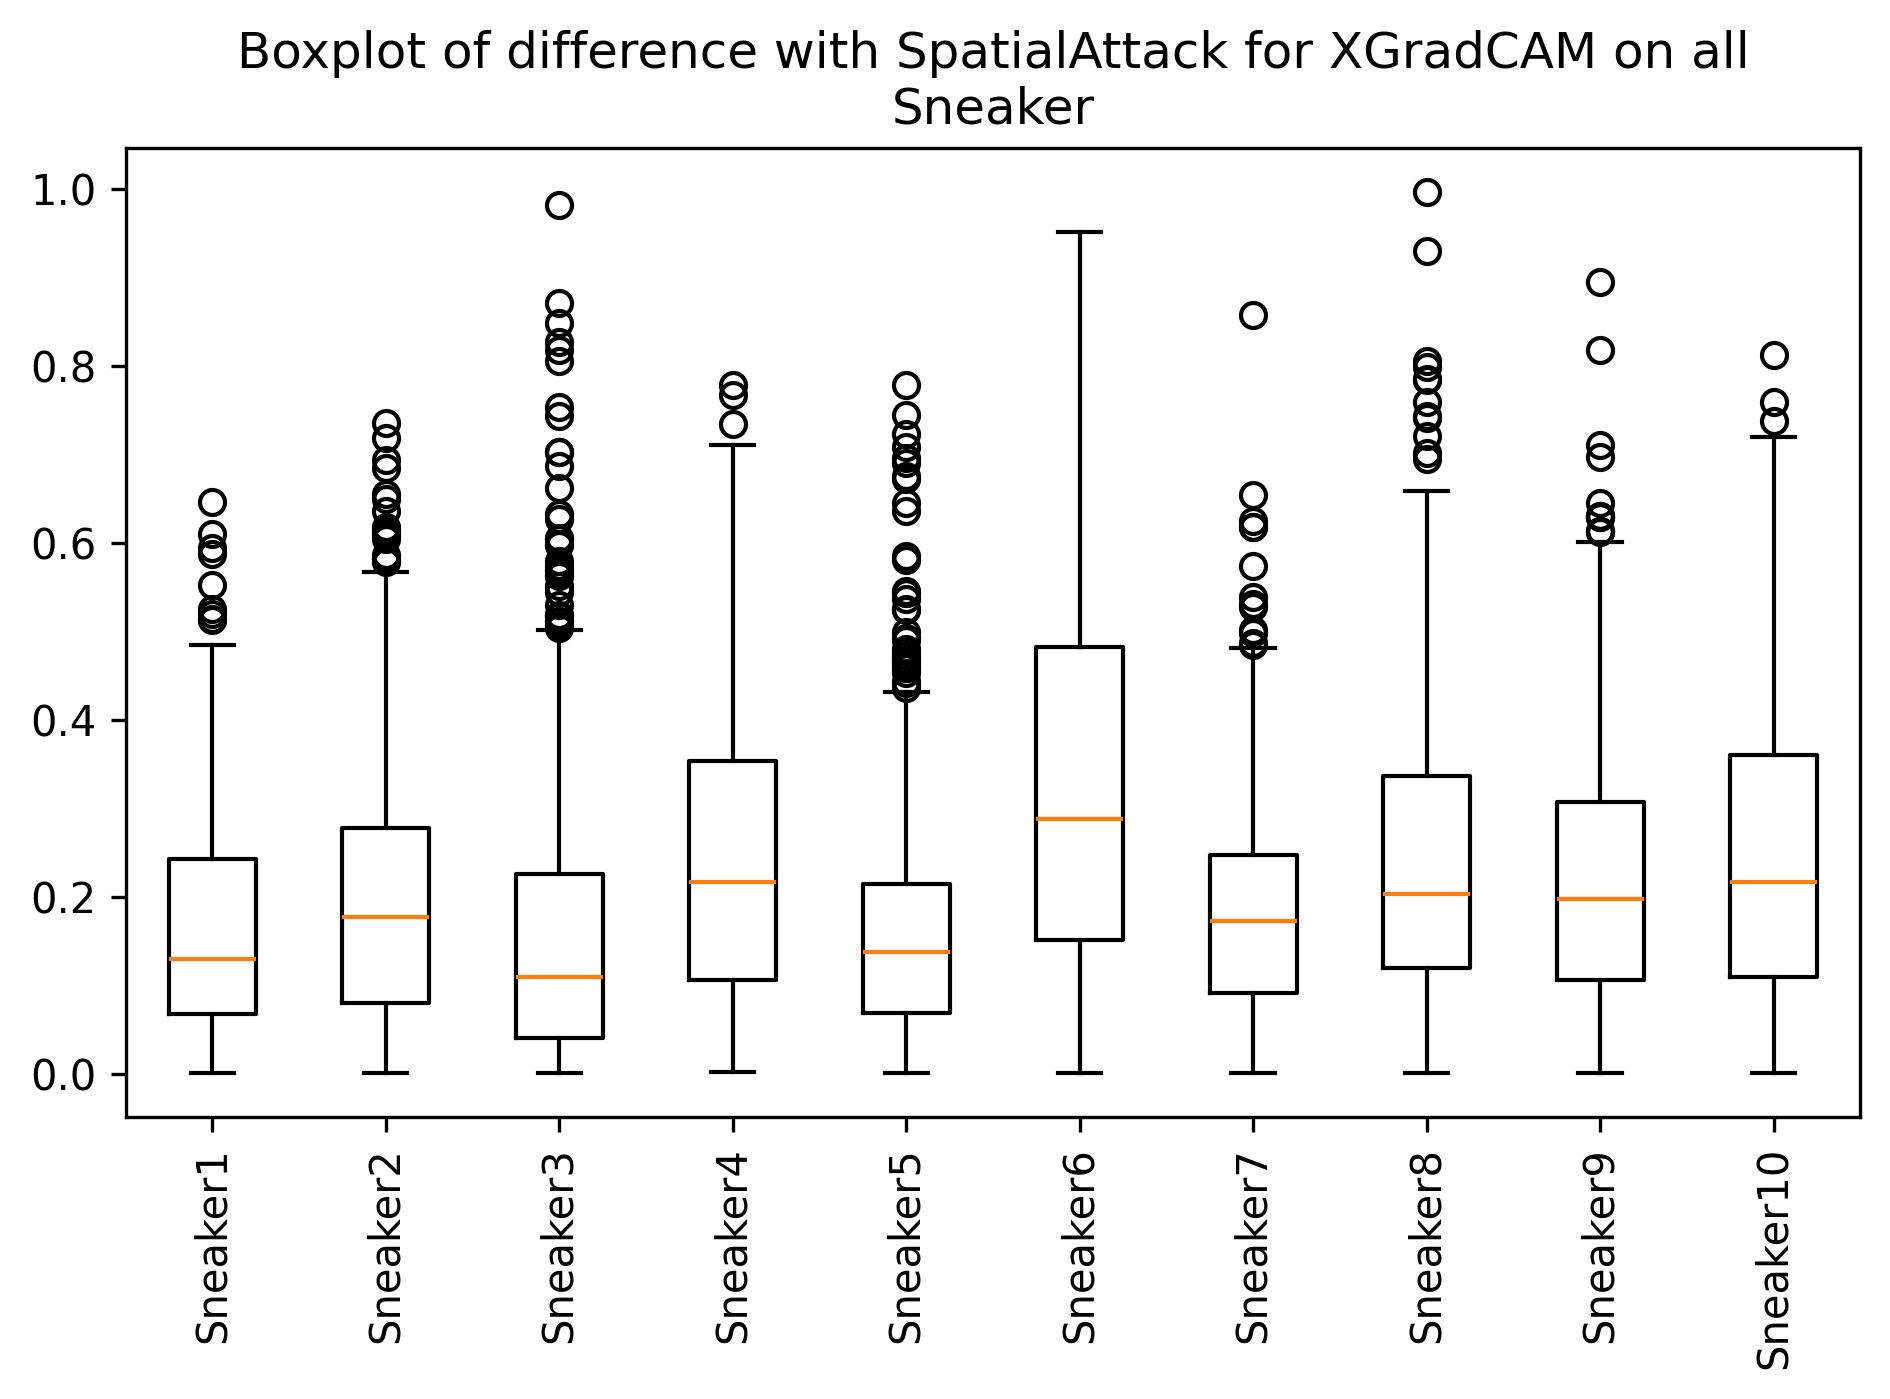 Boxplot of difference with SpatialAttack for XGradCAM on all
Sneaker
1.0
0.8
0.6
0.4
0.2
0.0
Sneaker1
Sneaker2
Sneaker3
Sneaker4
Sneaker5
Sneaker6
Sneaker7
Sneaker8
Sneaker9
Sneaker10